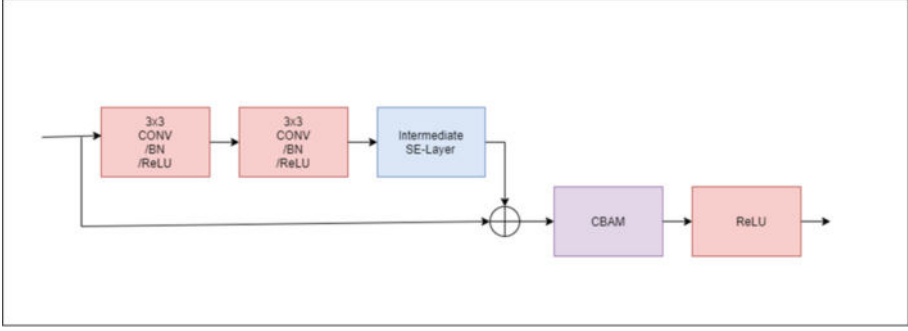 3x3
CONV
/BN
/ReLU
3x3
CONV
/BN
/ReLU
Intermediate
SE-Layer
CBAM
ReLU